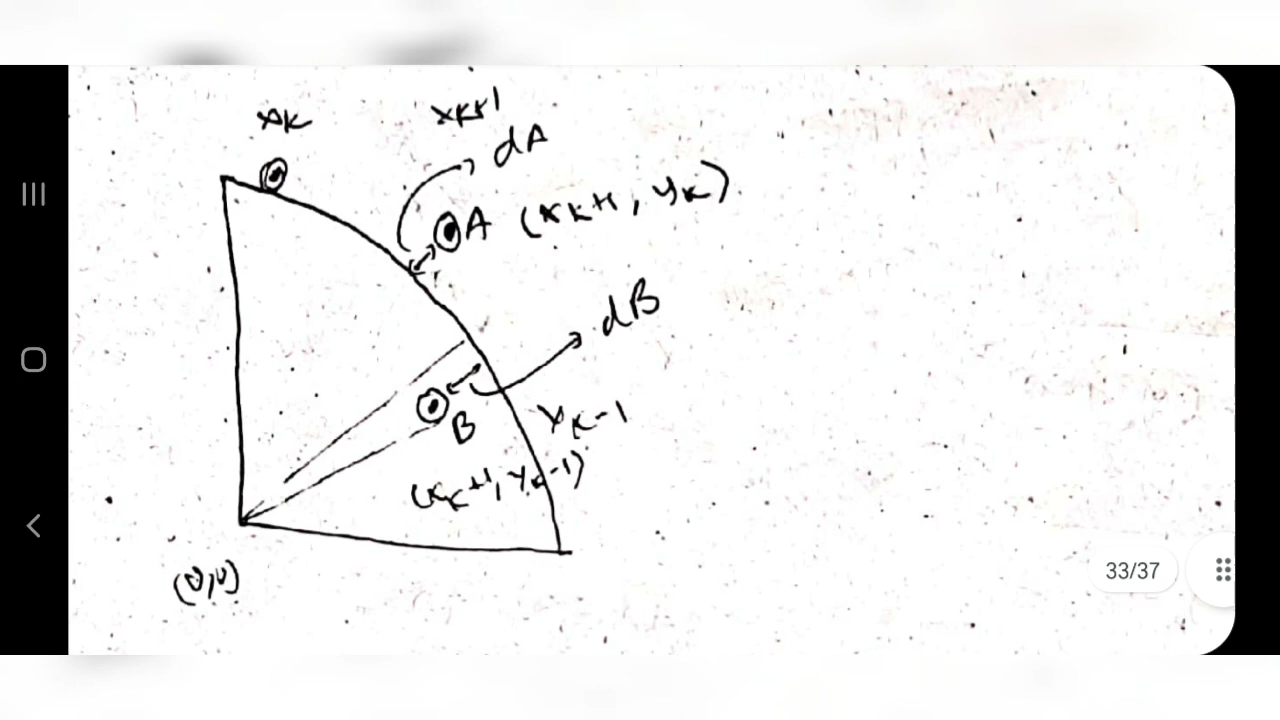 xK
xK+1
dA
A (xK+1, yK)
dB
B
yK-1
(xK+1, yK-1)
(0,0)
33/37